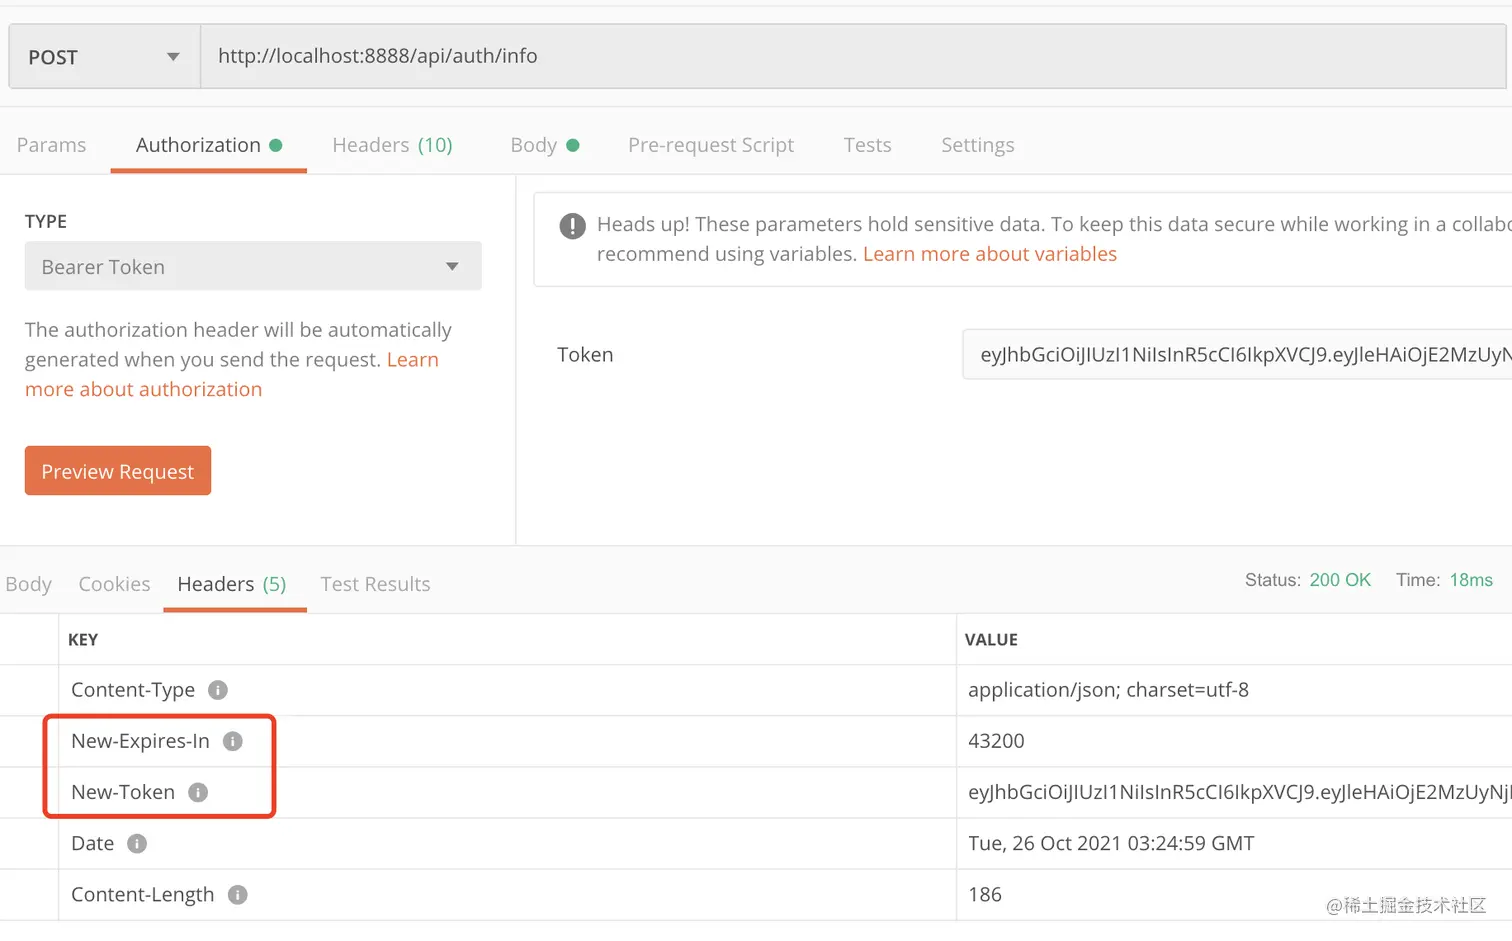 POST
http://localhost:8888/api/auth/info
Params Authorization Headers (10) Body Pre-request Script Tests Settings
TYPE
Bearer Token
The authorization header will be automatically
generated when you send the request. Learn
more about authorization
Preview Request
Heads up! These parameters hold sensitive data. To keep this data secure while working in a collabo
recommend using variables. Learn more about variables
Token
eyJhbGciOiJIUzI1NiIsInR5cCI6IkpXVCJ9.eyJleHAiOjE2MzUyN
Body Cookies Headers (5) Test Results
Status: 200 OK Time: 18ms
KEY VALUE
Content-Type application/json; charset=utf-8
New-Expires-In 43200
New-Token eyJhbGciOiJIUzI1NiIsInR5cCI6IkpXVCJ9.eyJleHAiOjE2MzUyNj
Date Tue, 26 Oct 2021 03:24:59 GMT
Content-Length 186
@稀土掘金技术社区